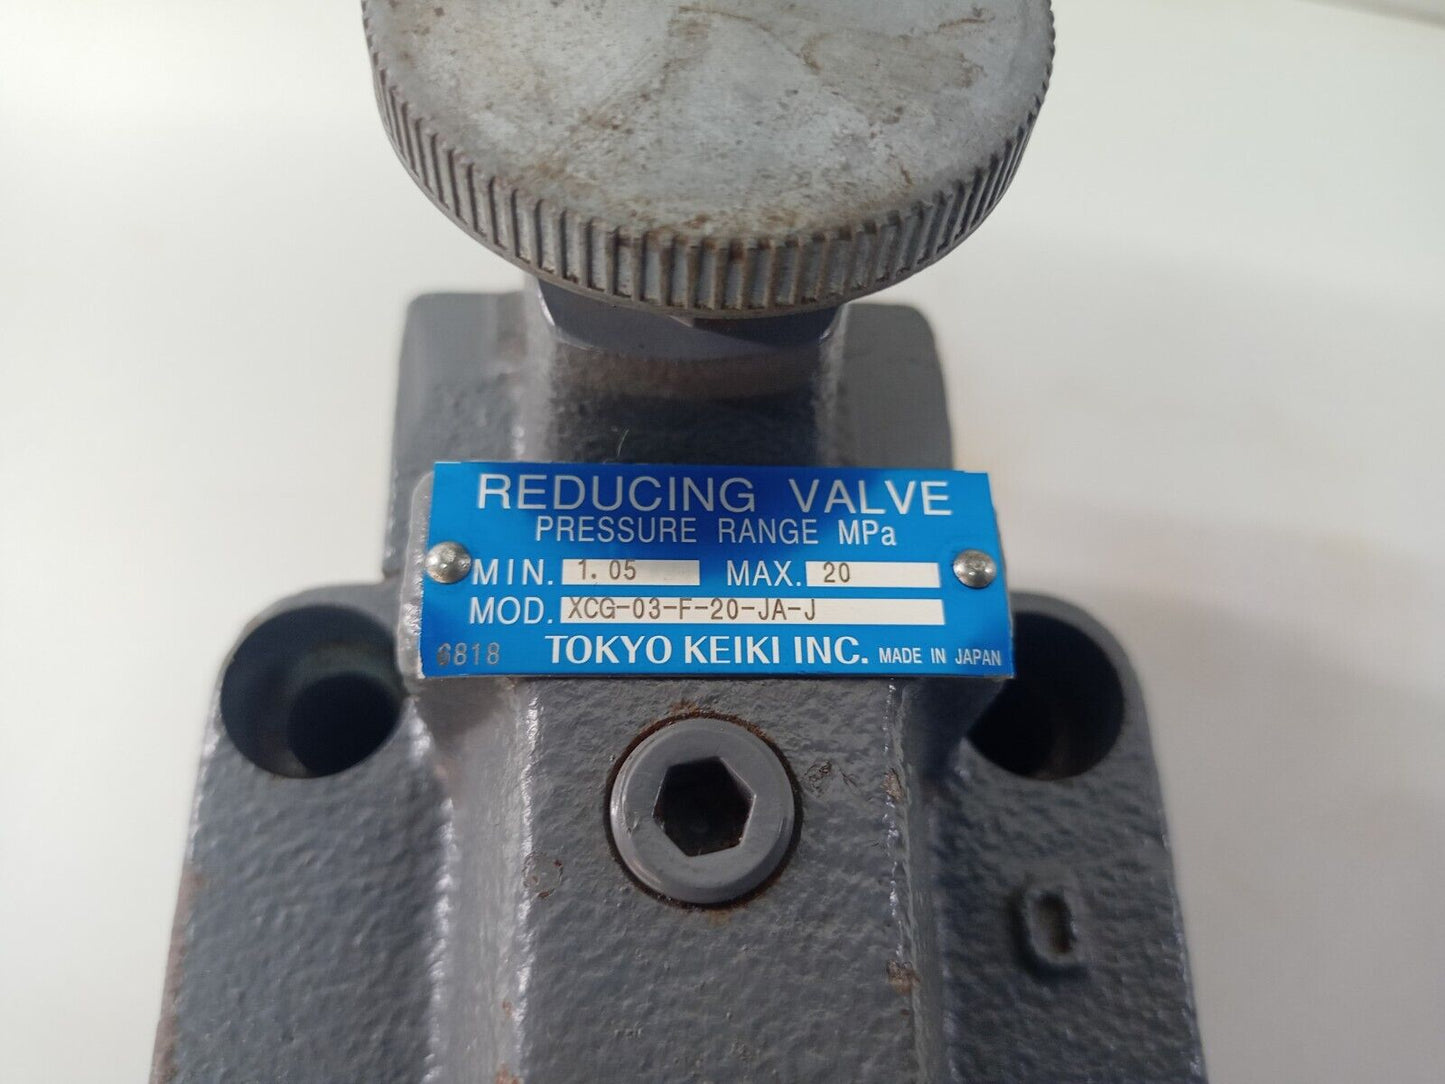 REDUCING VALVE
PRESSURE RANGE MPa
MIN. 1.05 MAX. 20
MOD. XCG-03-F-20-JA-J
6818 TOKYO KEIKI INC. MADE IN JAPAN